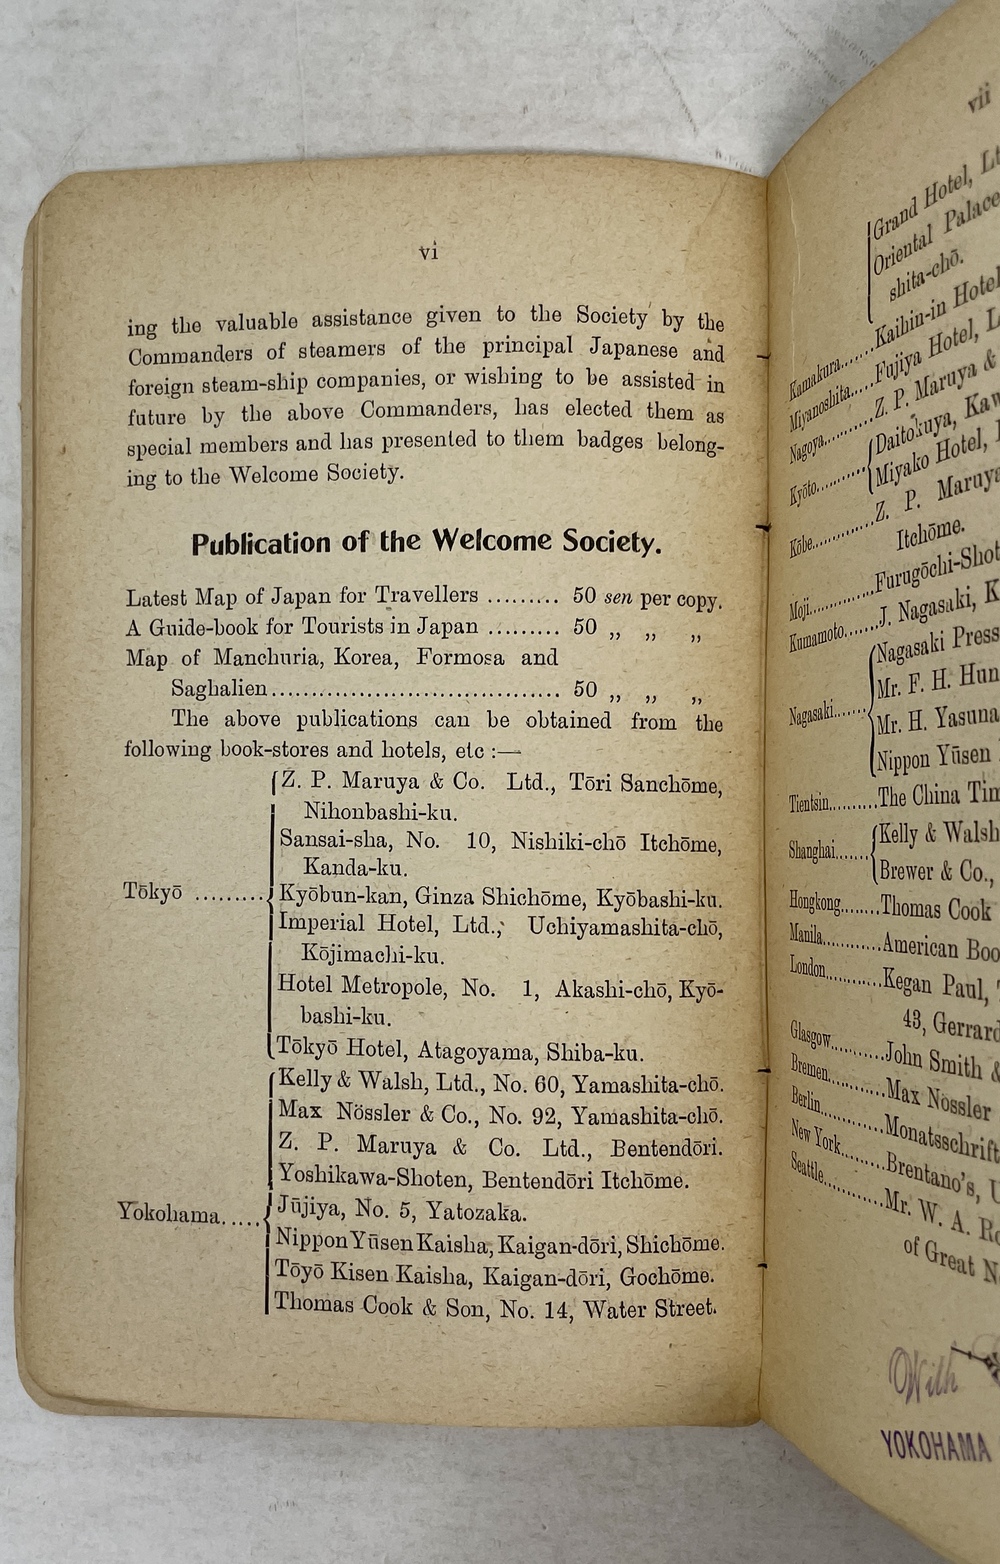 vi
ing the valuable assistance given to the Society by the
Commanders of steamers of the principal Japanese and
foreign steam-ship companies, or wishing to be assisted in
future by the above Commanders, has elected them as
special members and has presented to them badges belong-
ing to the Welcome Society.
Publication of the Welcome Society.
Latest Map of Japan for Travellers ......... 50 sen per copy.
A Guide-book for Tourists in Japan ......... 50 „ „ „
Map of Manchuria, Korea, Formosa and
Saghalien.................................... 50 „ „ „
The above publications can be obtained from the
following book-stores and hotels, etc :—
Z. P. Maruya & Co. Ltd., Tōri Sanchōme,
Nihonbashi-ku.
Sansai-sha, No. 10, Nishiki-chō Itchōme,
Kanda-ku.
Tōkyō ......... Kyōbun-kan, Ginza Shichōme, Kyōbashi-ku.
Imperial Hotel, Ltd., Uchiyamashita-chō,
Kōjimachi-ku.
Hotel Metropole, No. 1, Akashi-chō, Kyō-
bashi-ku.
Tōkyō Hotel, Atagoyama, Shiba-ku.
Kelly & Walsh, Ltd., No. 60, Yamashita-chō.
Max Nössler & Co., No. 92, Yamashita-chō.
Z. P. Maruya & Co. Ltd., Bentendōri.
Yoshikawa-Shoten, Bentendōri Itchōme.
Yokohama..... Jūjiya, No. 5, Yatozaka.
Nippon Yūsen Kaisha, Kaigan-dōri, Shichōme.
Tōyō Kisen Kaisha, Kaigan-dōri, Gochōme.
Thomas Cook & Son, No. 14, Water Street.
vii
Grand Hotel,
Oriental Palace
shita-chō.
Kamakura.......Kaihin-in Hotel
Miyanoshita.....Fujiya Hotel,
Nagoya..........Z. P. Maruya &
Kyōto..........Daitokuya,
Miyako Hotel,
Kōbe.............Z. P. Maruya
Itchōme.
Moji.............Furugōchi-Shot
Kumamoto.......J. Nagasaki, K
Nagasaki Press
Mr. F. H. Hun
Nagasaki.......Mr. H. Yasuna
Nippon Yūsen
Tientsin.........The China Tim
Shanghai.......Kelly & Walsh
Brewer & Co.,
Hongkong........Thomas Cook
Manila...........American Boo
London............Kegan Paul,
43, Gerrard
Glasgow...........John Smith &
Bremen...........Max Nössler
Berlin.............Monatsschrift
New York........Brentano's, U
Seattle............Mr. W. A. Ro
of Great N
With
YOKOHAMA